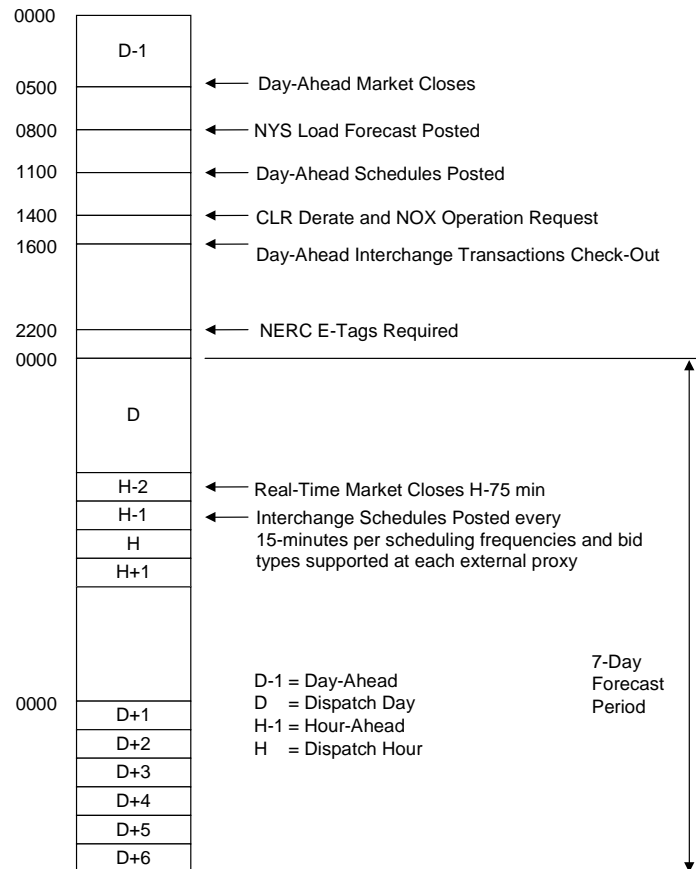 0000
D-1
0500
Day-Ahead Market Closes
0800
NYS Load Forecast Posted
1100
Day-Ahead Schedules Posted
1400
CLR Derate and NOX Operation Request
1600
Day-Ahead Interchange Transactions Check-Out
2200
NERC E-Tags Required
0000
D
H-2
Real-Time Market Closes H-75 min
H-1
Interchange Schedules Posted every
15-minutes per scheduling frequencies and bid
types supported at each external proxy
H
H+1
7-Day
Forecast
Period
D-1 = Day-Ahead
D = Dispatch Day
H-1 = Hour-Ahead
H = Dispatch Hour
0000
D+1
D+2
D+3
D+4
D+5
D+6